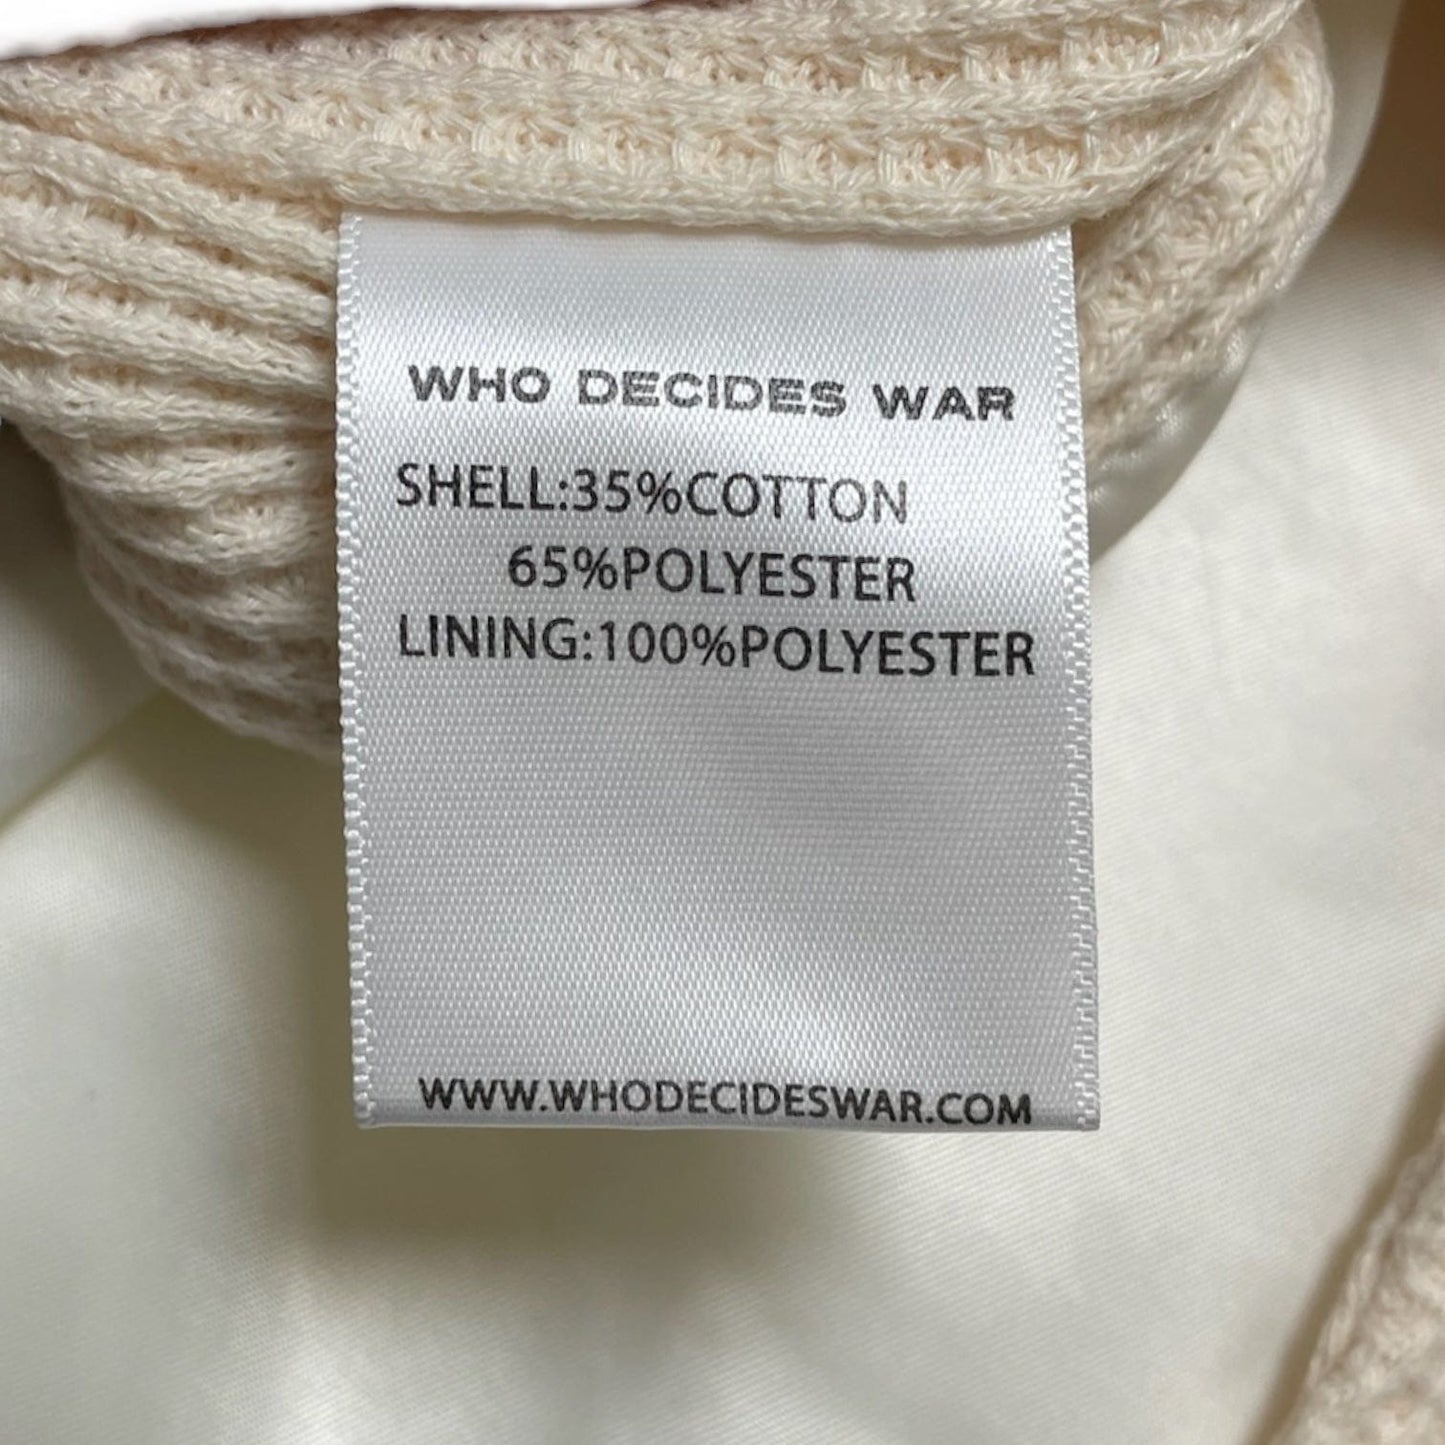 WHO DECIDES WAR
SHELL:35%COTTON
65%POLYESTER
LINING:100%POLYESTER
WWW.WHODECIDESWAR.COM